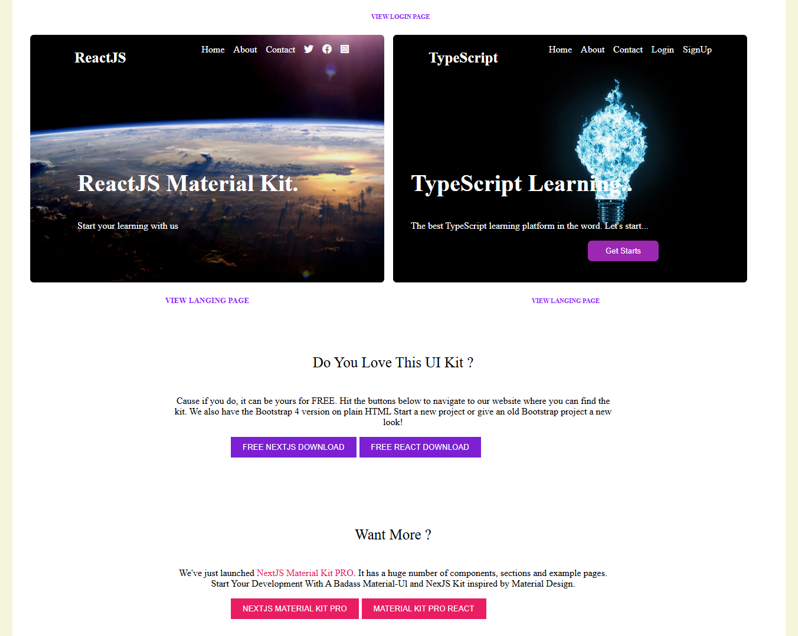 VIEW LOGIN PAGE
ReactJS
Home About Contact
ReactJS Material Kit.
Start your learning with us
TypeScript
Home About Contact Login SignUp
TypeScript Learning..
The best TypeScript learning platform in the word. Let's start...
Get Starts
VIEW LANGING PAGE
VIEW LANGING PAGE
Do You Love This UI Kit ?
Cause if you do, it can be yours for FREE. Hit the buttons below to navigate to our website where you can find the
kit. We also have the Bootstrap 4 version on plain HTML Start a new project or give an old Bootstrap project a new
look!
FREE NEXTJS DOWNLOAD FREE REACT DOWNLOAD
Want More ?
We've just launched NextJS Material Kit PRO. It has a huge number of components, sections and example pages.
Start Your Development With A Badass Material-UI and NexJS Kit inspired by Material Design.
NEXTJS MATERIAL KIT PRO MATERIAL KIT PRO REACT